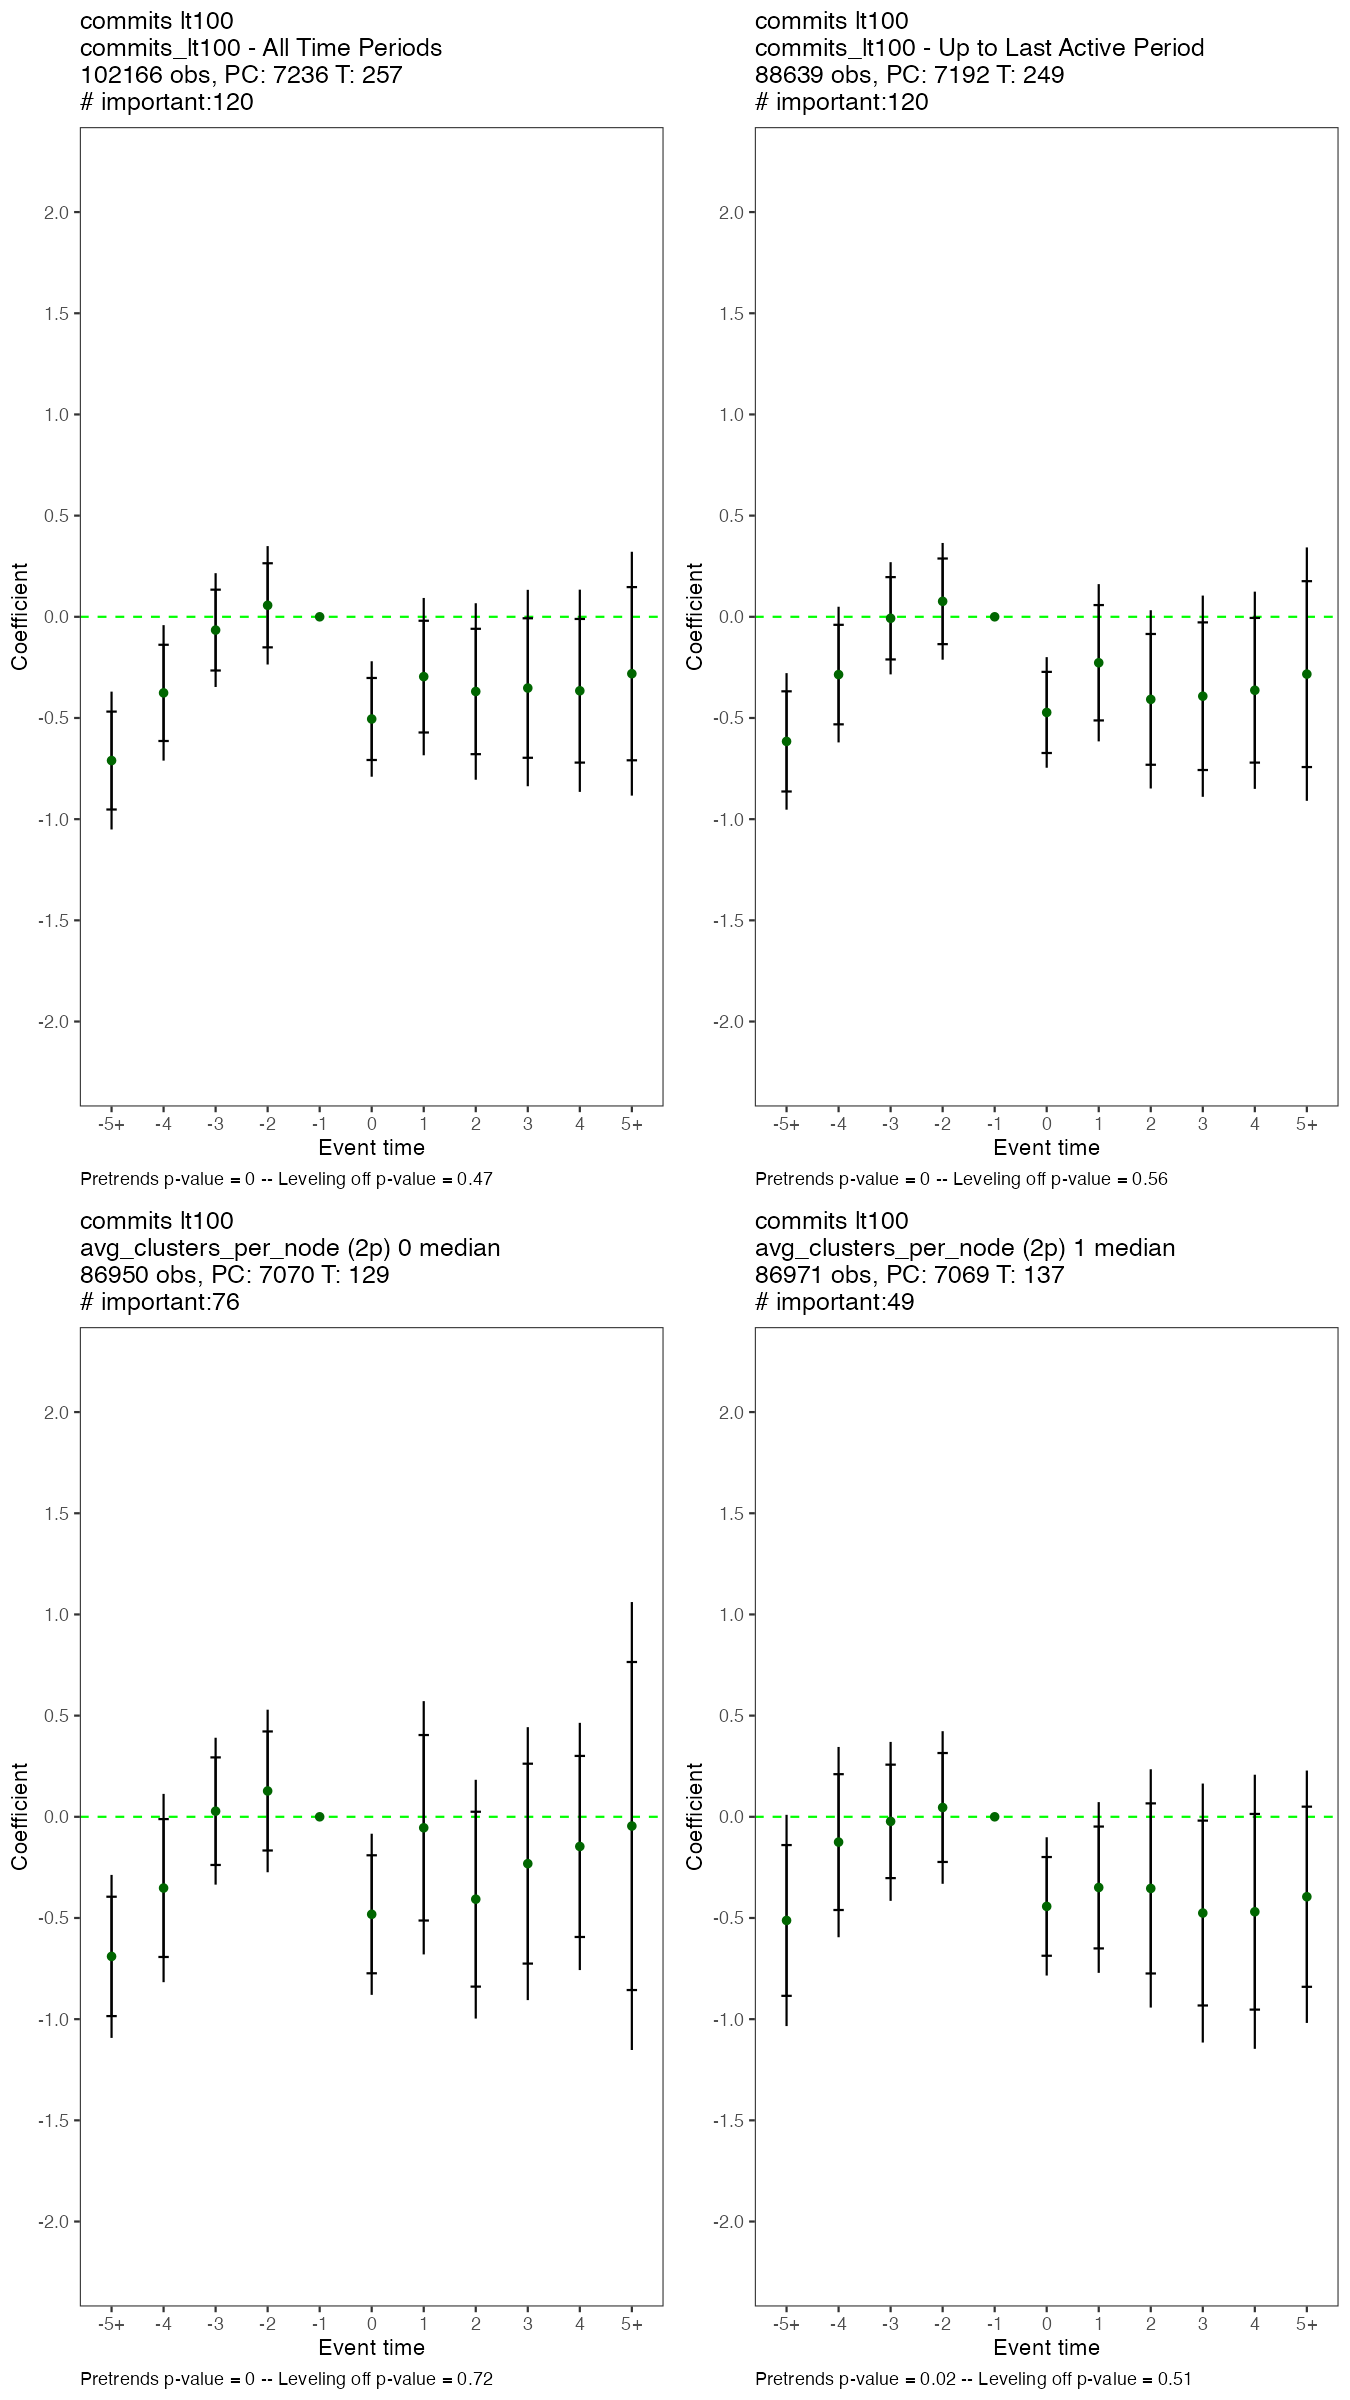 commits lt100
commits_lt100 - All Time Periods
102166 obs, PC: 7236 T: 257
# important:120
2.0
1.5
1.0
0.5
0.0
-0.5
-1.0
-1.5
-2.0
Coefficient
-5+ -4 -3 -2 -1 0 1 2 3 4 5+
Event time
Pretrends p-value = 0 -- Leveling off p-value = 0.47
commits lt100
commits_lt100 - Up to Last Active Period
88639 obs, PC: 7192 T: 249
# important:120
2.0
1.5
1.0
0.5
0.0
-0.5
-1.0
-1.5
-2.0
Coefficient
-5+ -4 -3 -2 -1 0 1 2 3 4 5+
Event time
Pretrends p-value = 0 -- Leveling off p-value = 0.56
commits lt100
avg_clusters_per_node (2p) 0 median
86950 obs, PC: 7070 T: 129
# important:76
2.0
1.5
1.0
0.5
0.0
-0.5
-1.0
-1.5
-2.0
Coefficient
-5+ -4 -3 -2 -1 0 1 2 3 4 5+
Event time
Pretrends p-value = 0 -- Leveling off p-value = 0.72
commits lt100
avg_clusters_per_node (2p) 1 median
86971 obs, PC: 7069 T: 137
# important:49
2.0
1.5
1.0
0.5
0.0
-0.5
-1.0
-1.5
-2.0
Coefficient
-5+ -4 -3 -2 -1 0 1 2 3 4 5+
Event time
Pretrends p-value = 0.02 -- Leveling off p-value = 0.51